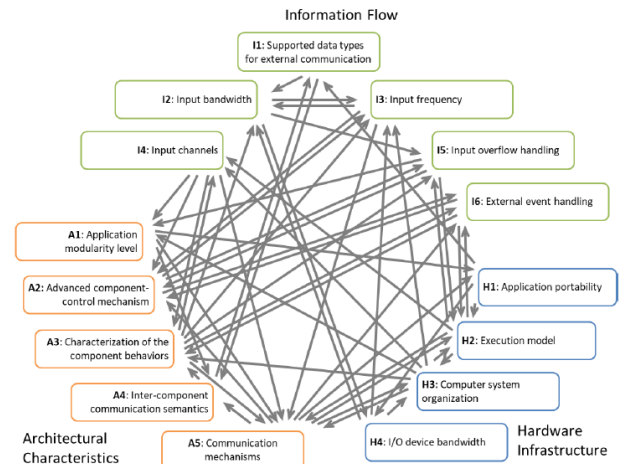 Information Flow
I1: Supported data types
for external communication
I2: Input bandwidth
I3: Input frequency
I4: Input channels
I5: Input overflow handling
I6: External event handling
A1: Application
modularity level
A2: Advanced component-
control mechanism
H1: Application portability
A3: Characterization of the
component behaviors
H2: Execution model
A4: Inter-component
communication semantics
H3: Computer system
organization
Architectural
Characteristics
A5: Communication
mechanisms
H4: I/O device bandwidth
Hardware
Infrastructure